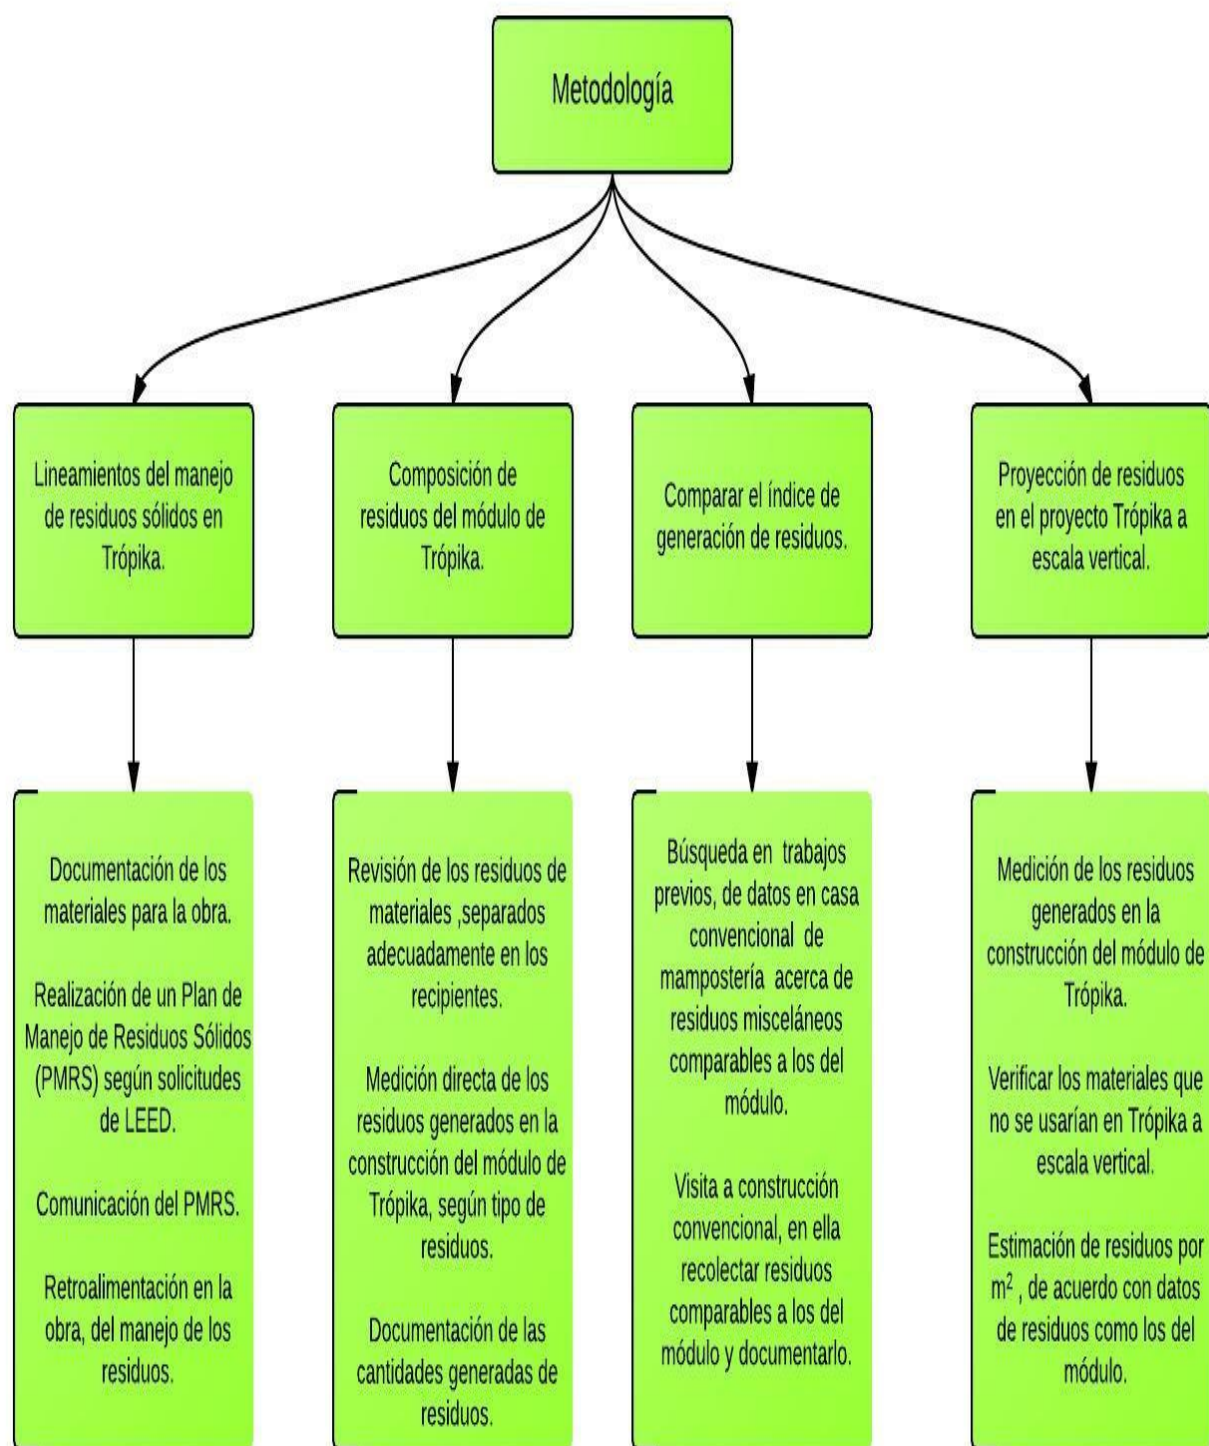 Metodología
Lineamientos del manejo
de residuos sólidos en
Trópika.
Composición de
residuos del módulo de
Trópika.
Comparar el índice de
generación de residuos.
Proyección de residuos
en el proyecto Trópika a
escala vertical.
Documentación de los
materiales para la obra.
Realización de un Plan de
Manejo de Residuos Sólidos
(PMRS) según solicitudes
de LEED.
Comunicación del PMRS.
Retroalimentación en la
obra, del manejo de los
residuos.
Revisión de los residuos de
materiales ,separados
adecuadamente en los
recipientes.
Medición directa de los
residuos generados en la
construcción del módulo de
Trópika, según tipo de
residuos.
Documentación de las
cantidades generadas de
residuos.
Búsqueda en trabajos
previos, de datos en casa
convencional de
mampostería acerca de
residuos misceláneos
comparables a los del
módulo.
Visita a construcción
convencional, en ella
recolectar residuos
comparables a los del
módulo y documentarlo.
Medición de los residuos
generados en la
construcción del módulo de
Trópika.
Verificar los materiales que
no se usarían en Trópika a
escala vertical.
Estimación de residuos por
m² , de acuerdo con datos
de residuos como los del
módulo.